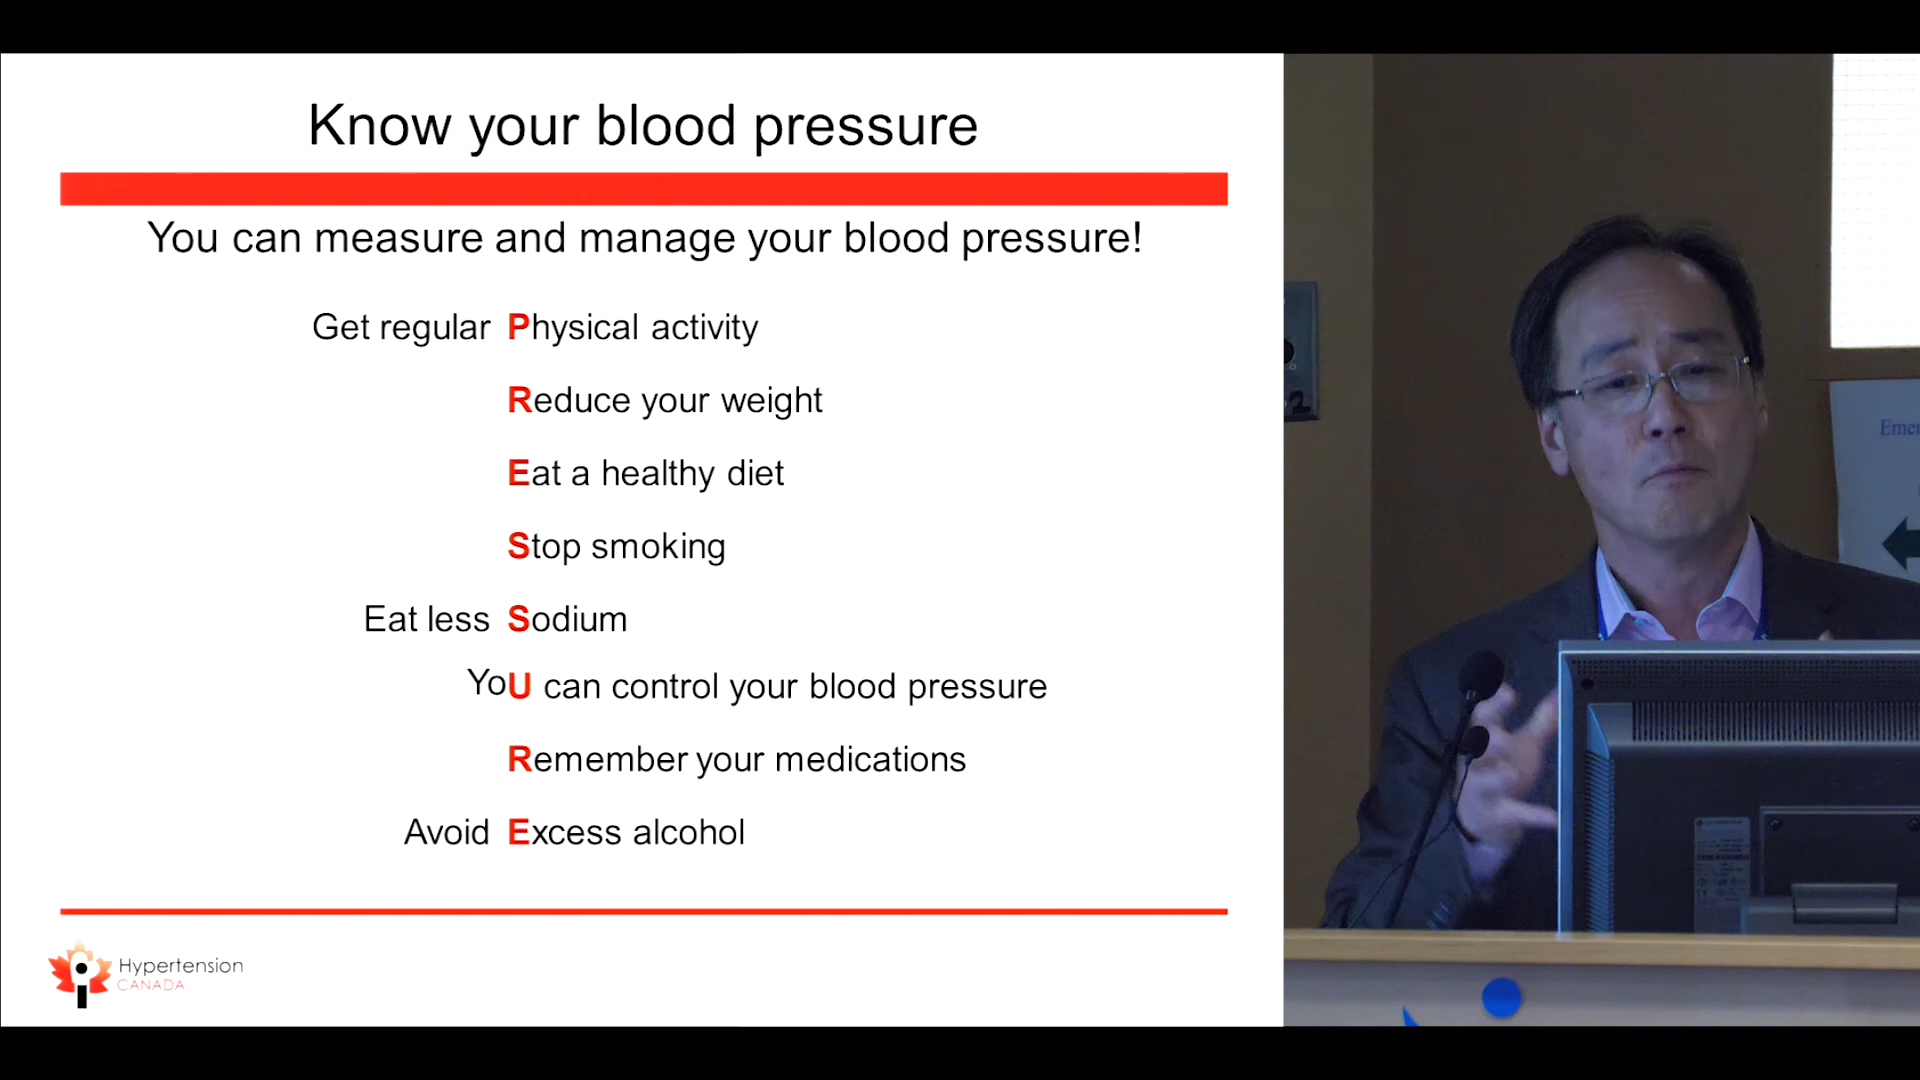 Know your blood pressure
You can measure and manage your blood pressure!
Get regular Physical activity
Reduce your weight
Eat a healthy diet
Stop smoking
Eat less Sodium
YoU can control your blood pressure
Remember your medications
Avoid Excess alcohol
Hypertension
CANADA